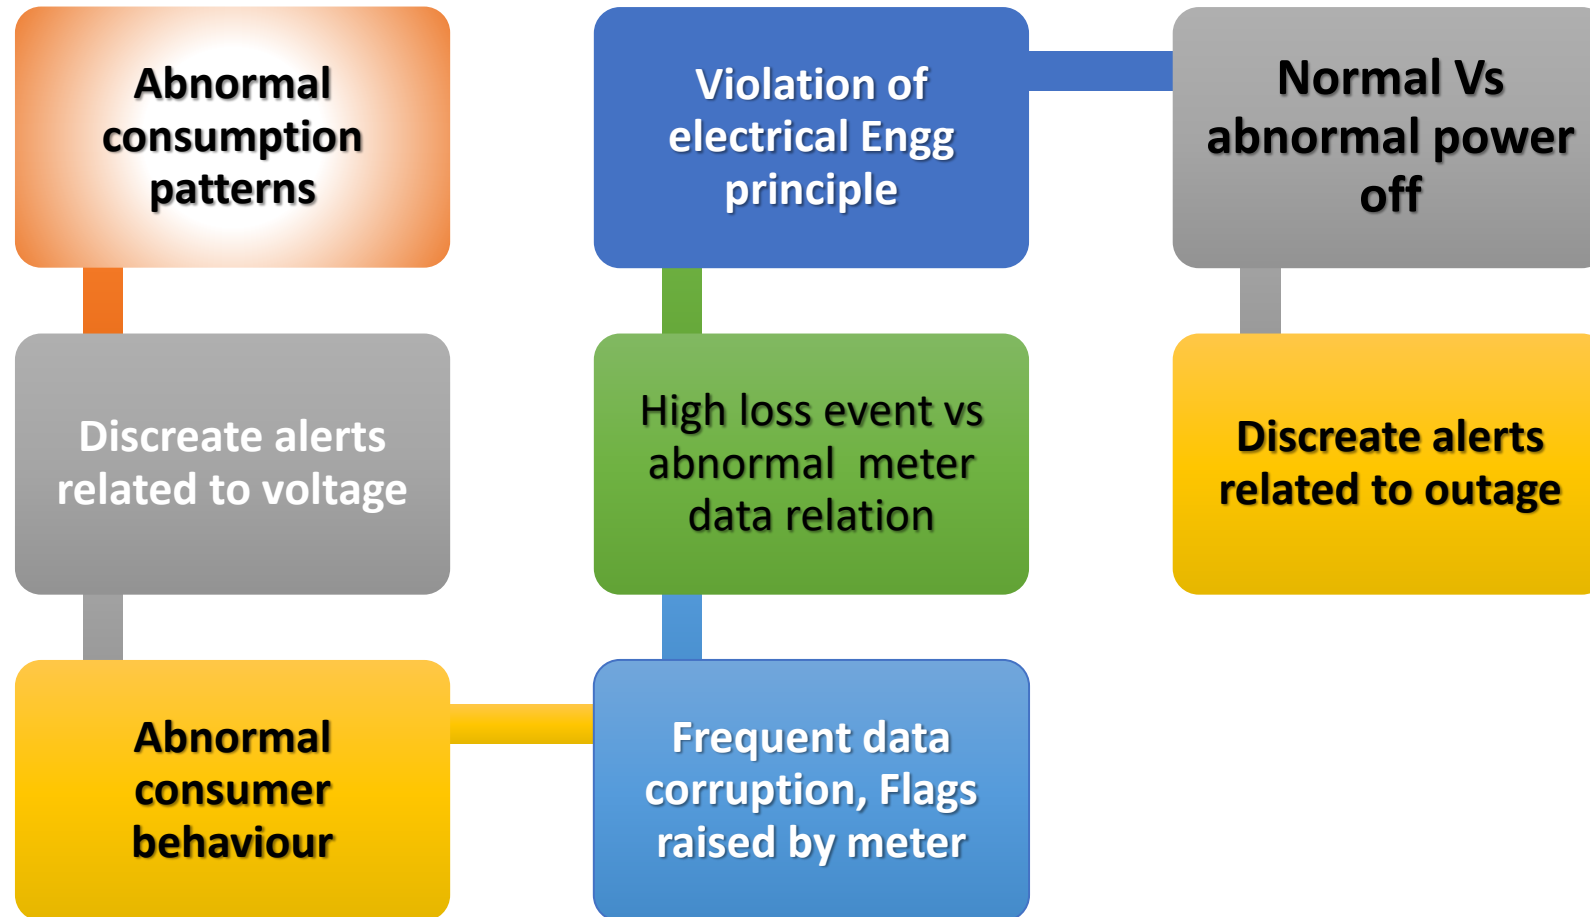 Abnormal
consumption
patterns
Discreate alerts
related to voltage
Abnormal
consumer
behaviour
Frequent data
corruption, Flags
raised by meter
High loss event vs
abnormal meter
data relation
Violation of
electrical Engg
principle
Normal Vs
abnormal power
off
Discreate alerts
related to outage